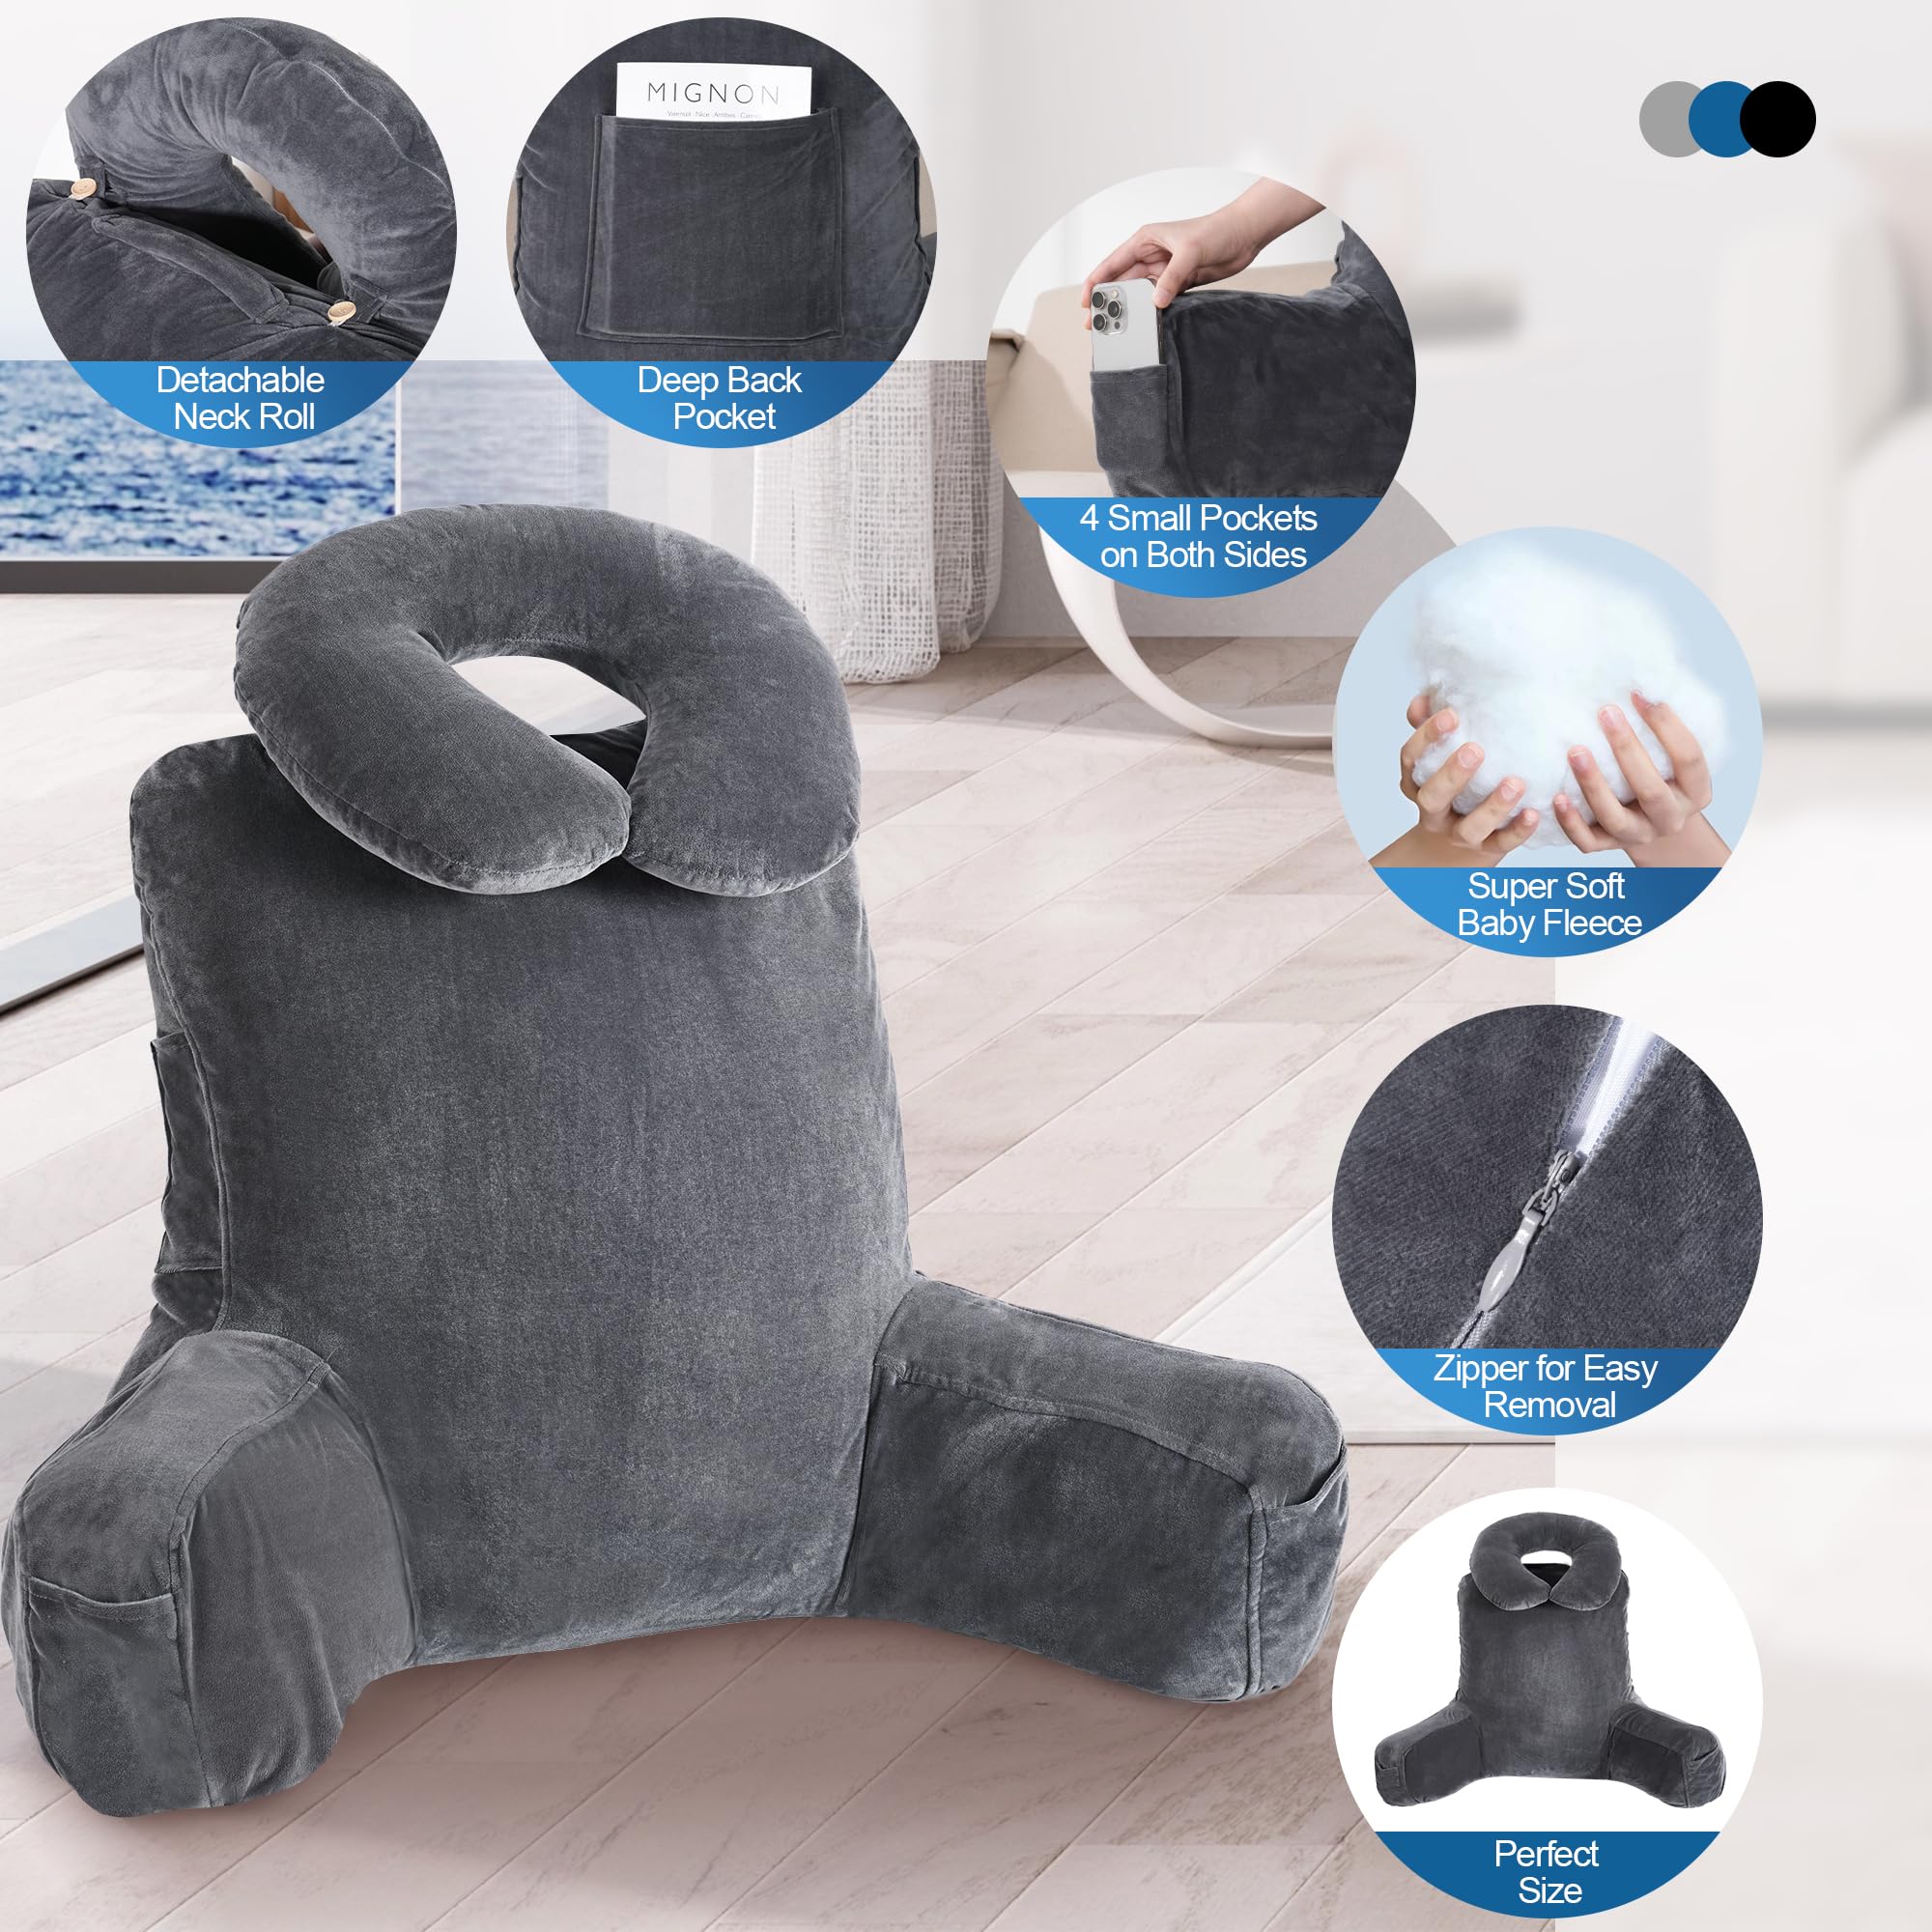 MIGNON
Detachable
Neck Roll
Deep Back
Pocket
4 Small Pockets
on Both Sides
Super Soft
Baby Fleece
Zipper for Easy
Removal
Perfect
Size